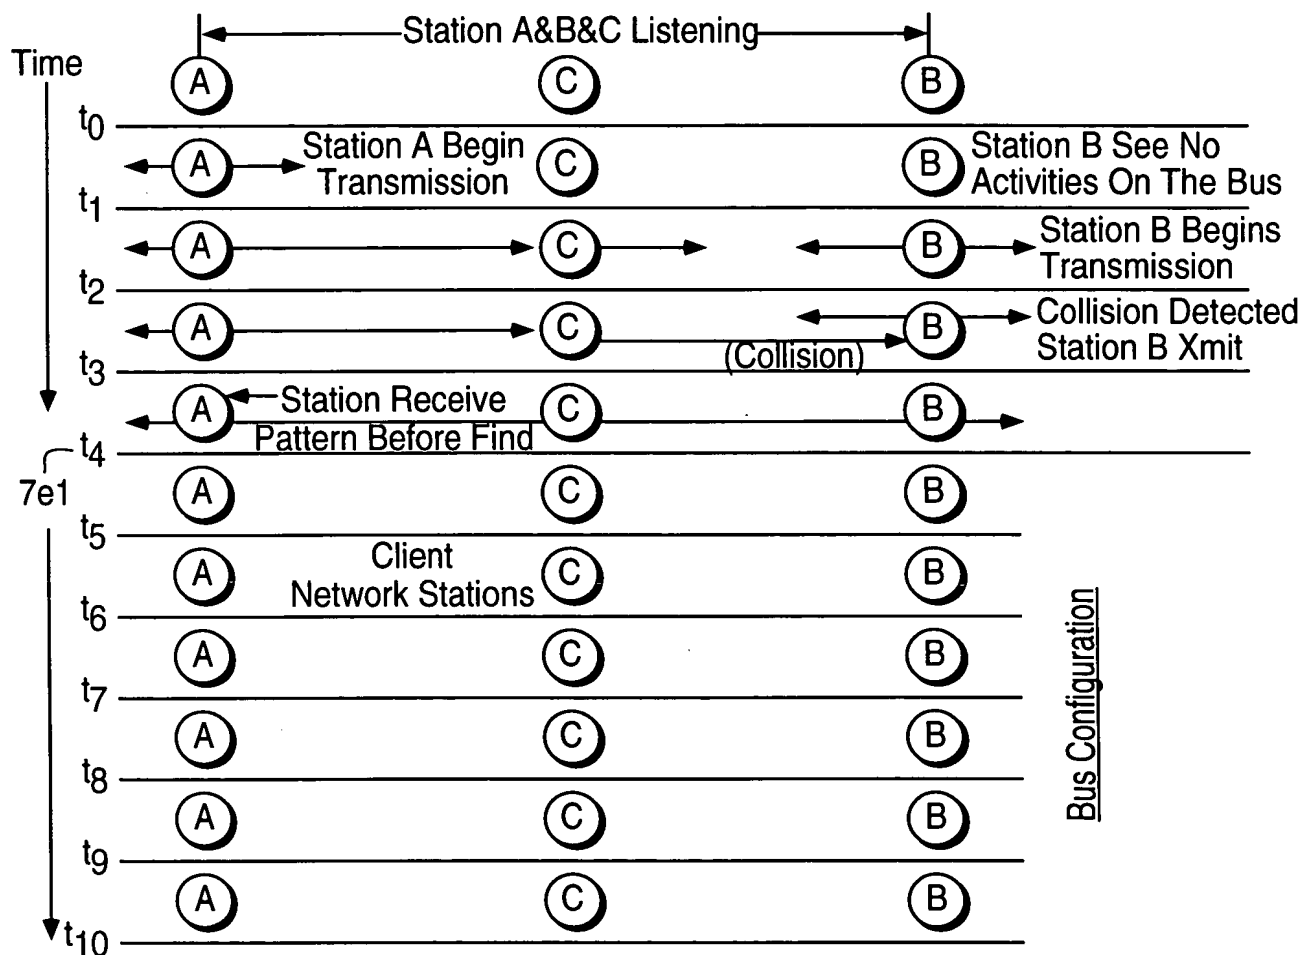 Station A&B&C Listening
Time
A C B
t0
A Station A Begin Transmission C B Station B See No Activities On The Bus
t1
A C B Station B Begins Transmission
t2
A C (Collision) B Collision Detected Station B Xmit
t3
A Station Receive Pattern Before Find C B
t4
7e1
A C B
t5
A Client Network Stations C B
t6
A C B
t7
A C B
t8
A C B
t9
A C B
t10
Bus Configuration